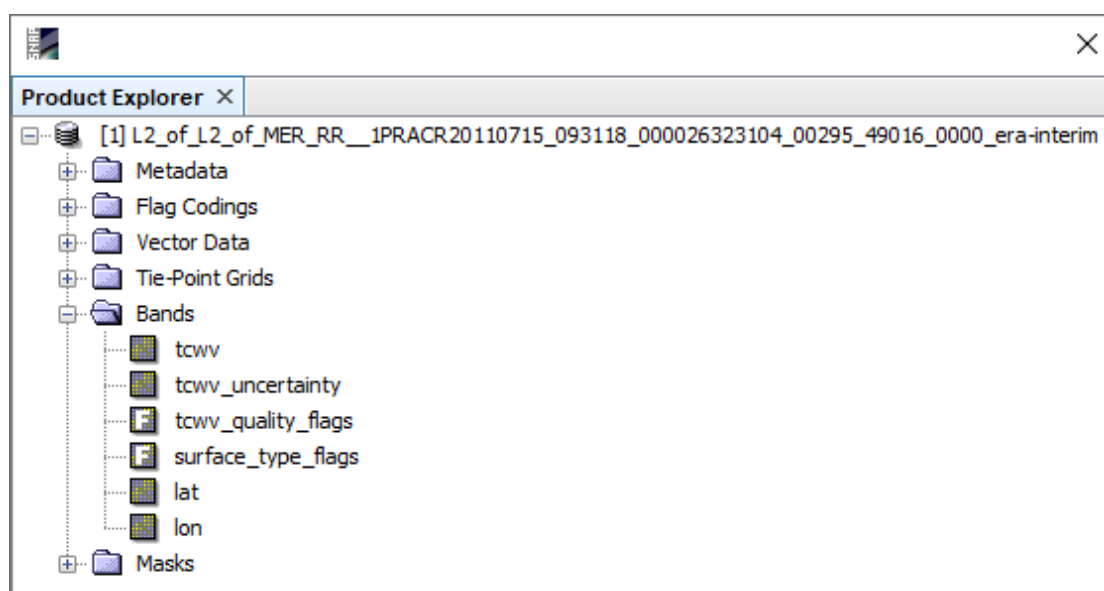 SNAP
Product Explorer ×
[1] L2_of_L2_of_MER_RR__1PRACR20110715_093118_000026323104_00295_49016_0000_era-interim
Metadata
Flag Codings
Vector Data
Tie-Point Grids
Bands
tcwv
tcwv_uncertainty
F tcwv_quality_flags
F surface_type_flags
lat
lon
Masks